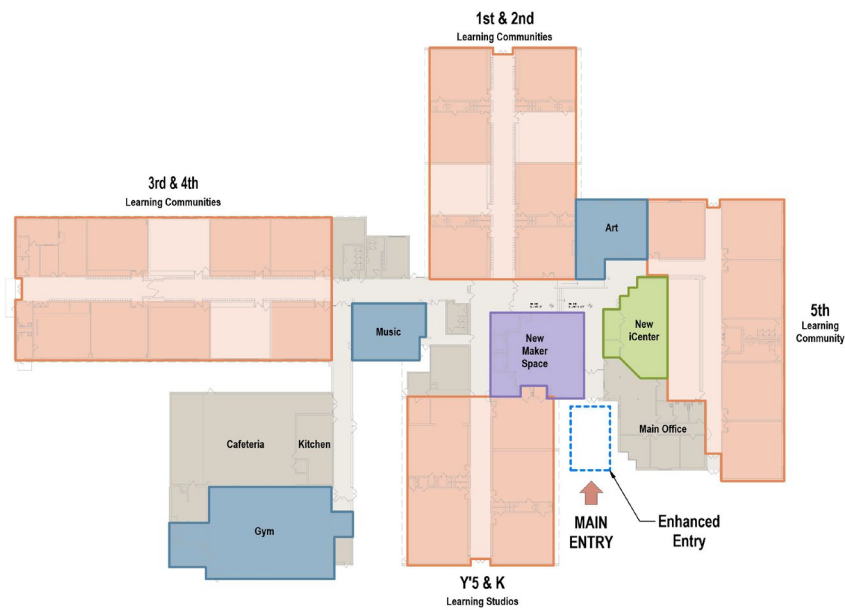 1st & 2nd
Learning Communities
3rd & 4th
Learning Communities
Art
5th
Learning
Community
Music
New
Maker
Space
New
iCenter
Cafeteria
Kitchen
Main Office
Gym
MAIN
ENTRY
Enhanced
Entry
Y'5 & K
Learning Studios